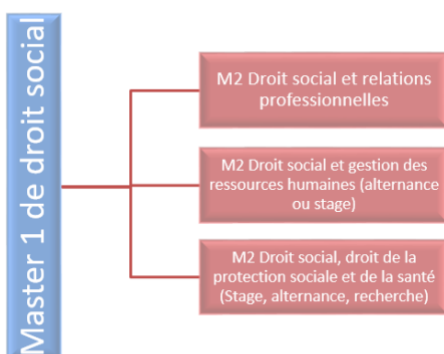 Master 1 de droit social
M2 Droit social et relations
professionnelles
M2 Droit social et gestion des
ressources humaines (alternance
ou stage)
M2 Droit social, droit de la
protection sociale et de la santé
(Stage, alternance, recherche)